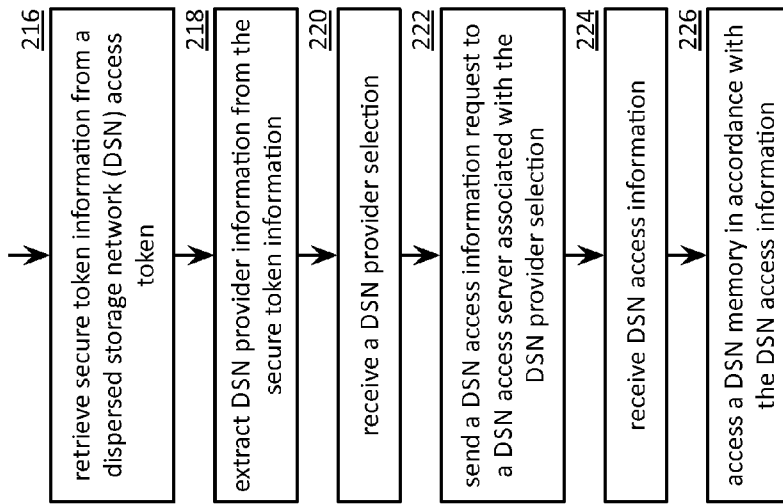 216
retrieve secure token information from a
dispersed storage network (DSN) access
token
218
extract DSN provider information from the
secure token information
220
receive a DSN provider selection
222
send a DSN access information request to
a DSN access server associated with the
DSN provider selection
224
receive DSN access information
226
access a DSN memory in accordance with
the DSN access information